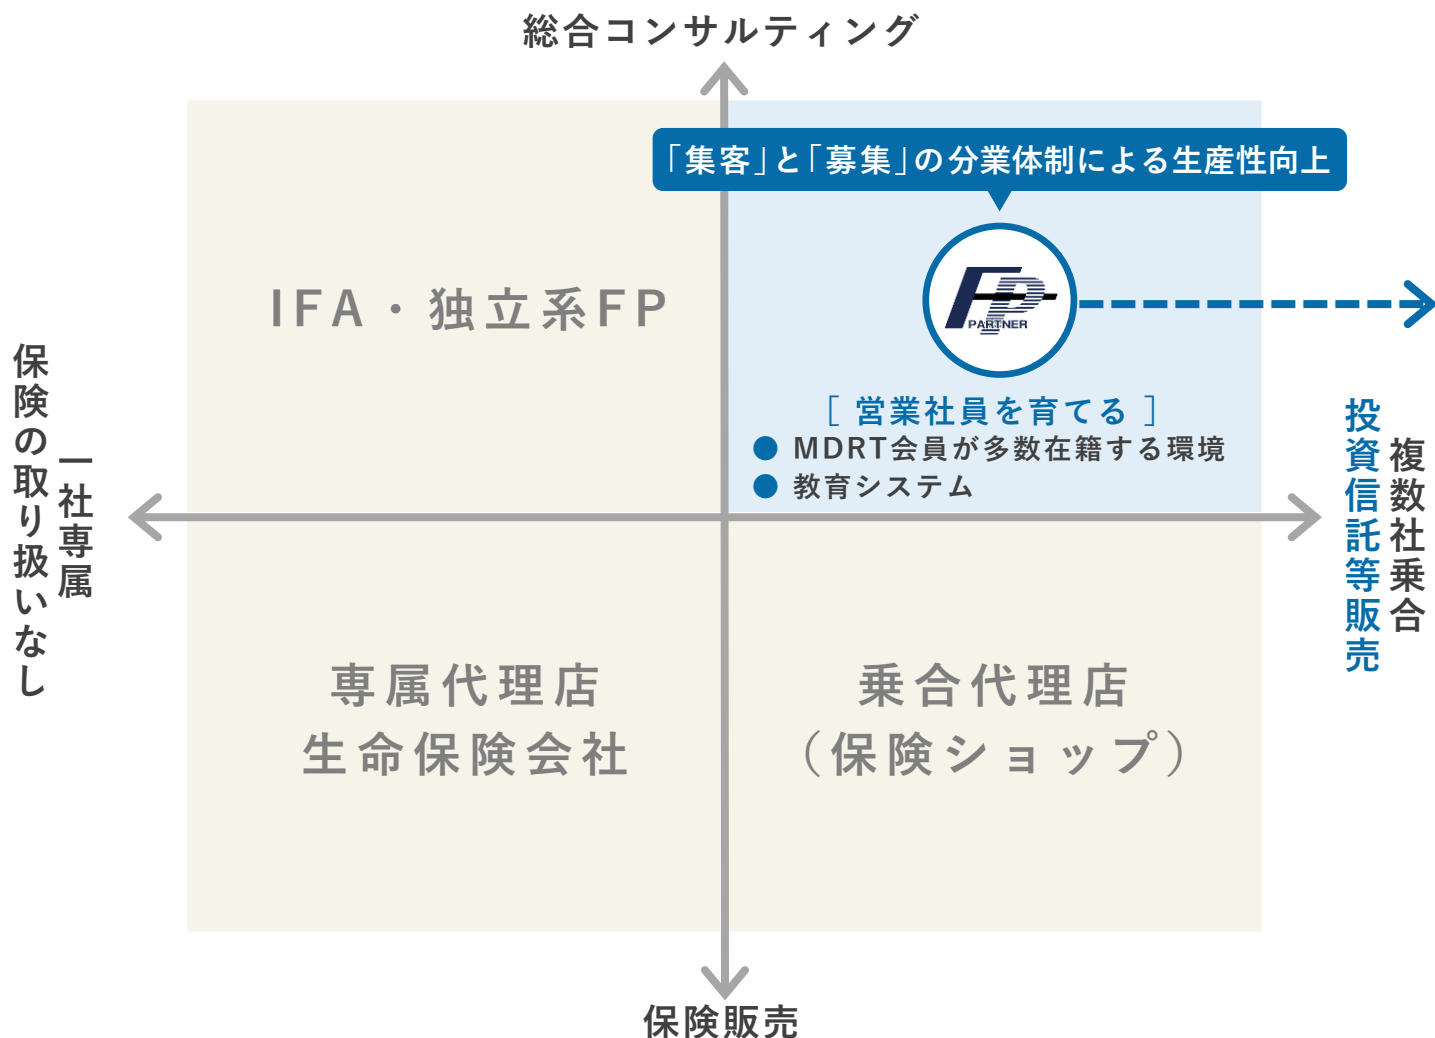 総合コンサルティング
「集客」と「募集」の分業体制による生産性向上
IFA・独立系FP
FP
PARTNER
［ 営業社員を育てる ］
● MDRT会員が多数在籍する環境
● 教育システム
一社専属
保険の取り扱いなし
複数社乗合
投資信託等販売
専属代理店
生命保険会社
乗合代理店
（保険ショップ）
保険販売